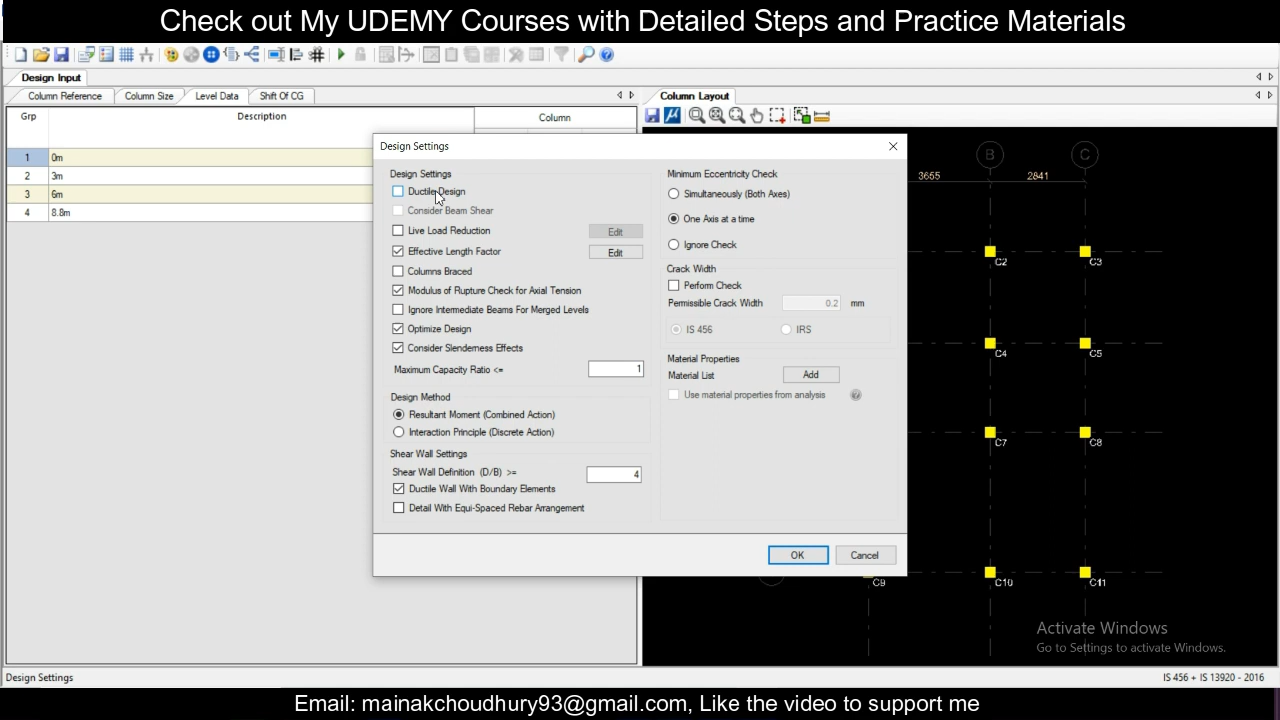 Check out My UDEMY Courses with Detailed Steps and Practice Materials
Design Input
Column Reference
Column Size
Level Data
Shift Of CG
Column Layout
Grp
Description
Column
1
0m
2
3m
3
6m
4
8.8m
Design Settings
Design Settings
Ductile Design
Consider Beam Shear
Live Load Reduction
Edit
Effective Length Factor
Edit
Columns Braced
Modulus of Rupture Check for Axial Tension
Ignore Intermediate Beams For Merged Levels
Optimize Design
Consider Slenderness Effects
Maximum Capacity Ratio <=
1
Design Method
Resultant Moment (Combined Action)
Interaction Principle (Discrete Action)
Shear Wall Settings
Shear Wall Definition (D/B) >=
4
Ductile Wall With Boundary Elements
Detail With Equi-Spaced Rebar Arrangement
Minimum Eccentricity Check
Simultaneously (Both Axes)
One Axis at a time
Ignore Check
Crack Width
Perform Check
Permissible Crack Width
0.2 mm
IS 456
IRS
Material Properties
Material List
Add
Use material properties from analysis
OK
Cancel
B
C
3655
2841
C2
C3
C4
C5
C7
C8
C9
C10
C11
Activate Windows
Go to Settings to activate Windows.
Design Settings
IS 456 + IS 13920 - 2016
Email: mainakchoudhury93@gmail.com, Like the video to support me